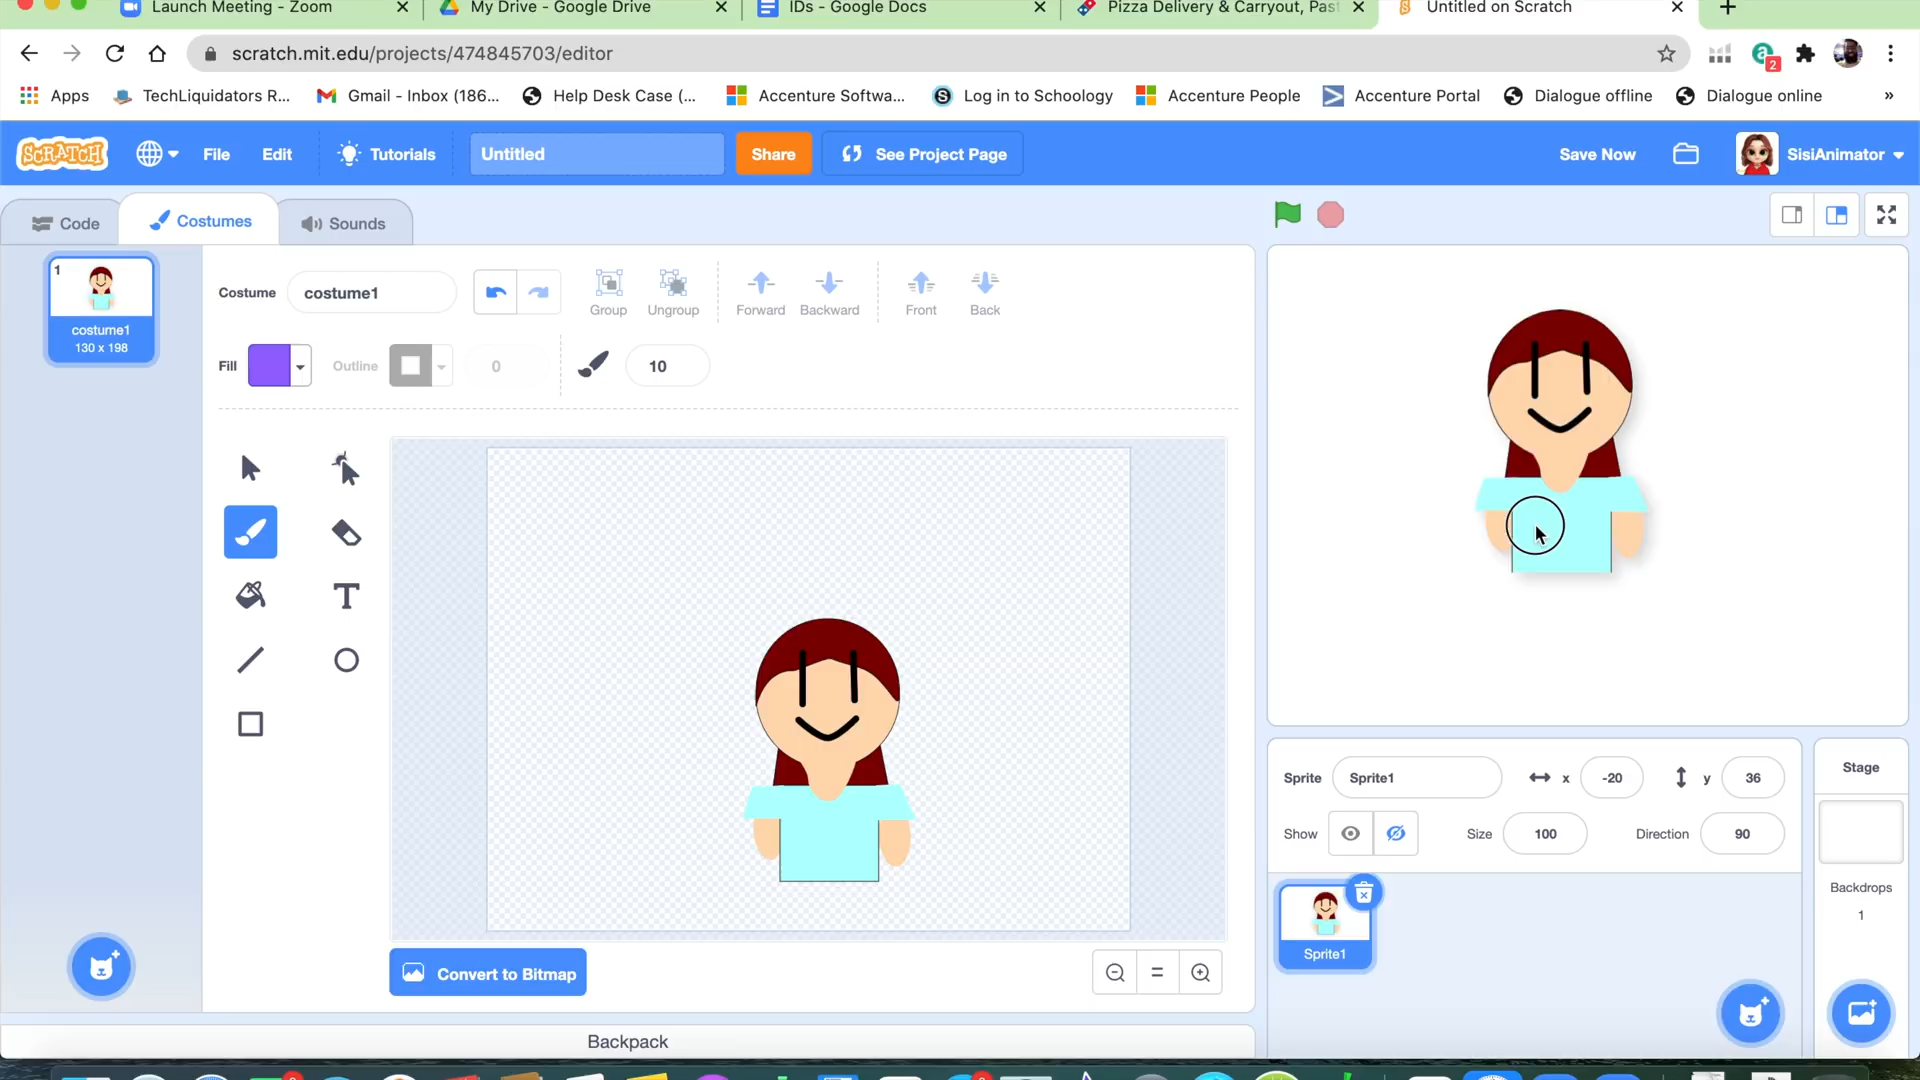 Launch Meeting - Zoom
My Drive - Google Drive
IDs - Google Docs
Pizza Delivery & Carryout, Past
Untitled on Scratch
scratch.mit.edu/projects/474845703/editor
2
Apps
TechLiquidators R...
Gmail - Inbox (186...
Help Desk Case (...
Accenture Softwa...
Log in to Schoology
Accenture People
Accenture Portal
Dialogue offline
Dialogue online
»
SCRATCH
File
Edit
Tutorials
Untitled
Share
See Project Page
Save Now
SisiAnimator
Code
Costumes
Sounds
1
costume1
130 x 198
Costume
costume1
Group
Ungroup
Forward
Backward
Front
Back
Fill
Outline
0
10
T
Convert to Bitmap
Backpack
Sprite
Sprite1
x
-20
y
36
Show
Size
100
Direction
90
Sprite1
Stage
Backdrops
1